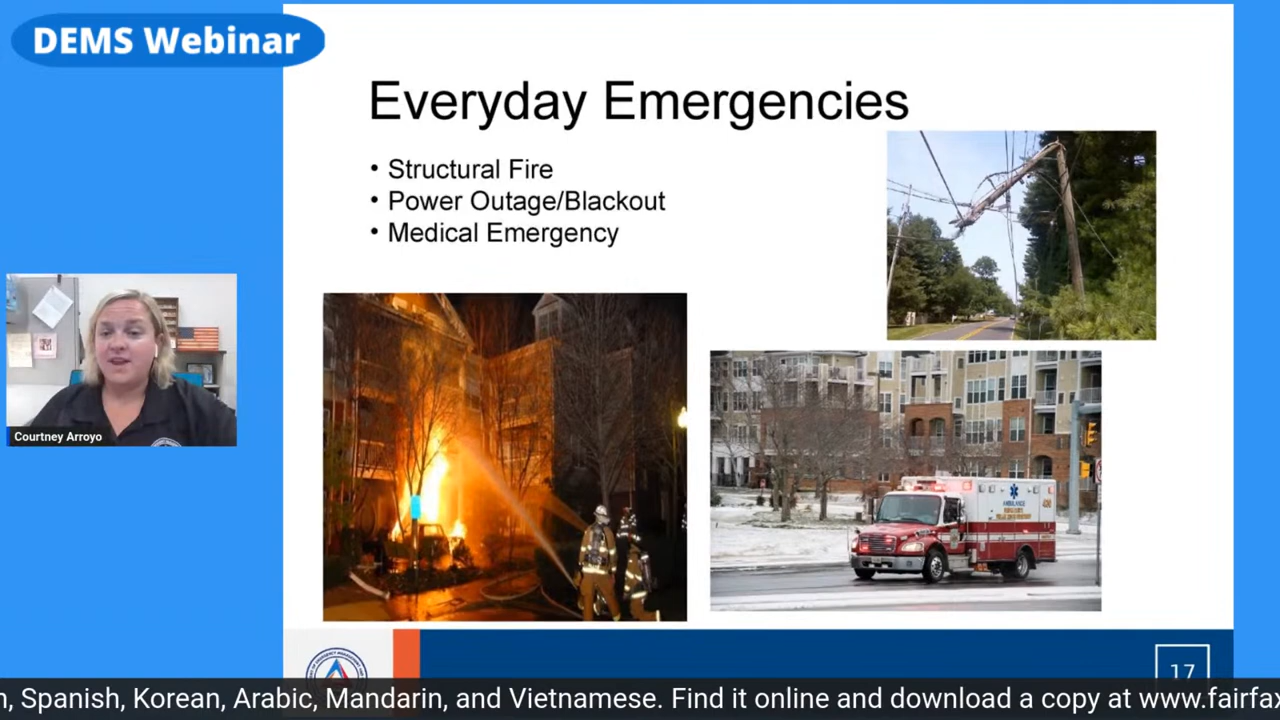 DEMS Webinar
Everyday Emergencies
• Structural Fire
• Power Outage/Blackout
• Medical Emergency
Courtney Arroyo
AMBULANCE
17
n, Spanish, Korean, Arabic, Mandarin, and Vietnamese. Find it online and download a copy at www.fairfax